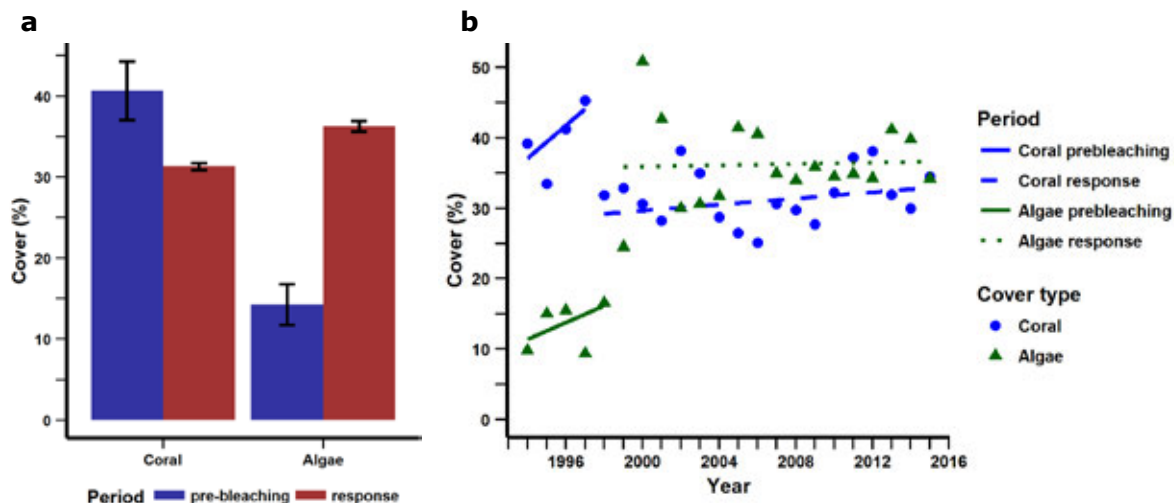 a
Cover (%)
40
30
20
10
0
Coral Algae
Period pre-bleaching response
b
Cover (%)
50
40
30
20
10
0
1996 2000 2004 2008 2012 2016
Year
Period
Coral prebleaching
Coral response
Algae prebleaching
Algae response
Cover type
Coral
Algae